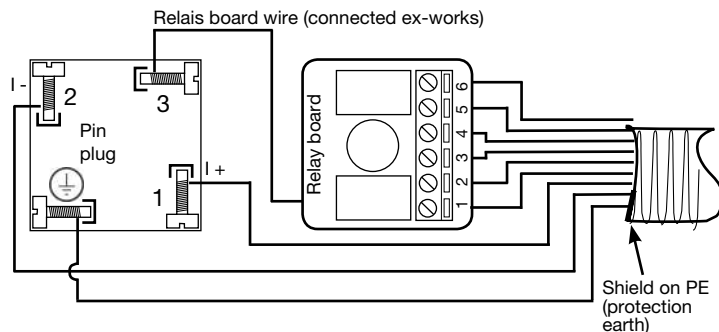 Relais board wire (connected ex-works)
I -
2
3
Pin
plug
I +
1
Relay board
6
5
4
3
2
1
Shield on PE
(protection
earth)